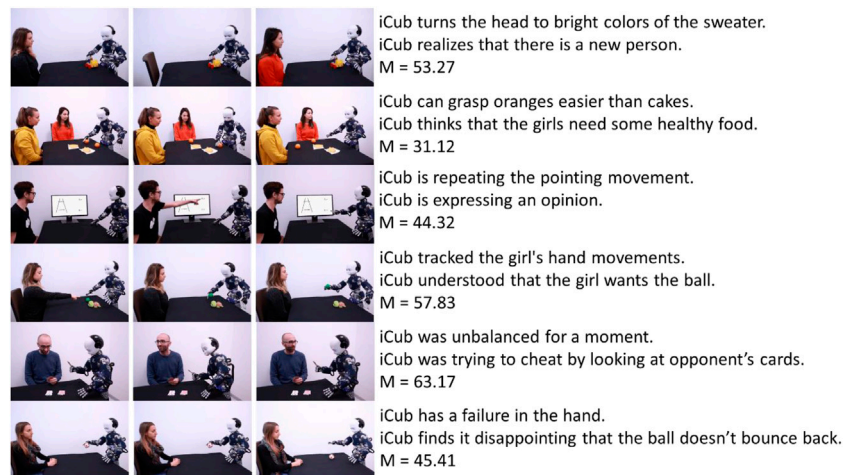 iCub turns the head to bright colors of the sweater.
iCub realizes that there is a new person.
M = 53.27
iCub can grasp oranges easier than cakes.
iCub thinks that the girls need some healthy food.
M = 31.12
iCub is repeating the pointing movement.
iCub is expressing an opinion.
M = 44.32
iCub tracked the girl's hand movements.
iCub understood that the girl wants the ball.
M = 57.83
iCub was unbalanced for a moment.
iCub was trying to cheat by looking at opponent’s cards.
M = 63.17
iCub has a failure in the hand.
iCub finds it disappointing that the ball doesn’t bounce back.
M = 45.41